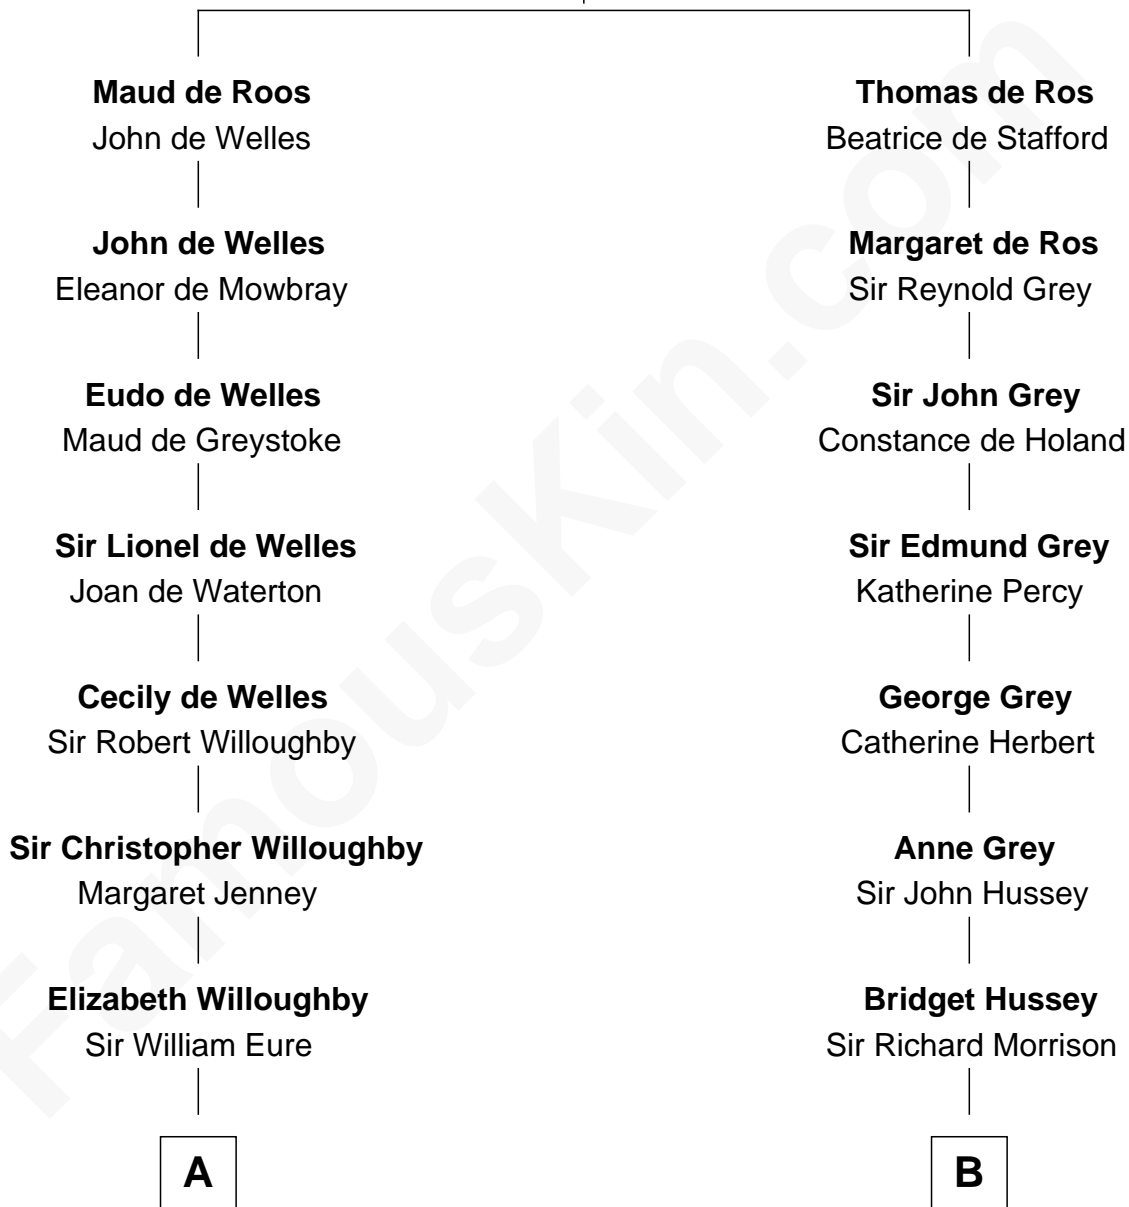 Maud de Roos
John de Welles
John de Welles
Eleanor de Mowbray
Eudo de Welles
Maud de Greystoke
Sir Lionel de Welles
Joan de Waterton
Cecily de Welles
Sir Robert Willoughby
Sir Christopher Willoughby
Margaret Jenney
Elizabeth Willoughby
Sir William Eure
A
Thomas de Ros
Beatrice de Stafford
Margaret de Ros
Sir Reynold Grey
Sir John Grey
Constance de Holand
Sir Edmund Grey
Katherine Percy
George Grey
Catherine Herbert
Anne Grey
Sir John Hussey
Bridget Hussey
Sir Richard Morrison
B
FamousKin.com